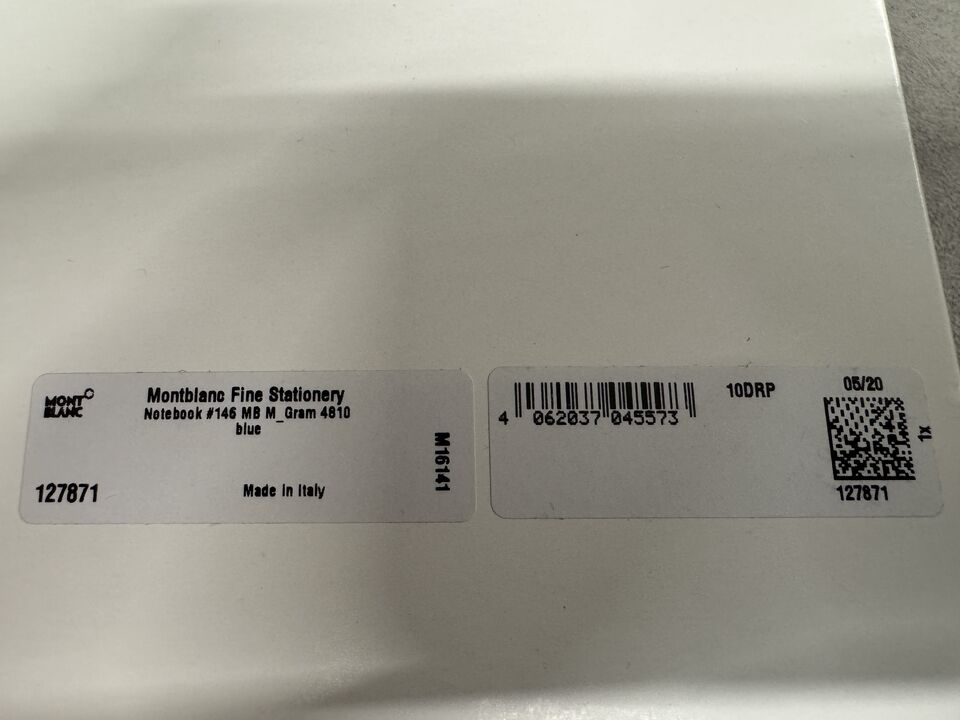 MONT
BLANC
Montblanc Fine Stationery
Notebook #146 MB M_Gram 4810
blue
M16141
127871
Made in Italy
4 062037 045573
10DRP
05/20
1x
127871